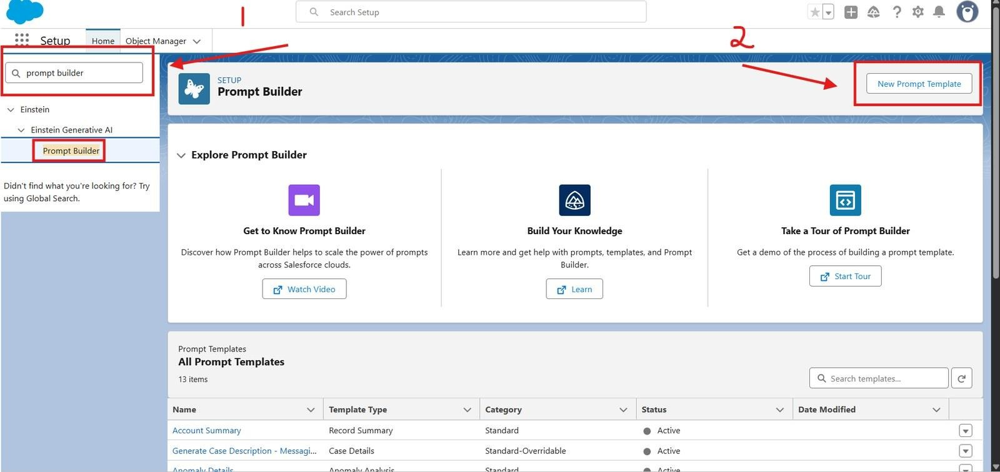 1
Search Setup
2
Setup
Home
Object Manager
prompt builder
SETUP
Prompt Builder
New Prompt Template
Einstein
Einstein Generative AI
Prompt Builder
Didn't find what you're looking for? Try
using Global Search.
Explore Prompt Builder
Get to Know Prompt Builder
Discover how Prompt Builder helps to scale the power of prompts
across Salesforce clouds.
Watch Video
Build Your Knowledge
Learn more and get help with prompts, templates, and Prompt
Builder.
Learn
Take a Tour of Prompt Builder
Get a demo of the process of building a prompt template.
Start Tour
Prompt Templates
All Prompt Templates
13 items
Search templates...
Name Template Type Category Status Date Modified
Account Summary Record Summary Standard Active
Generate Case Description - Messagi... Case Details Standard-Overridable Active
Anomaly Details Anomaly Analysis Standard Active